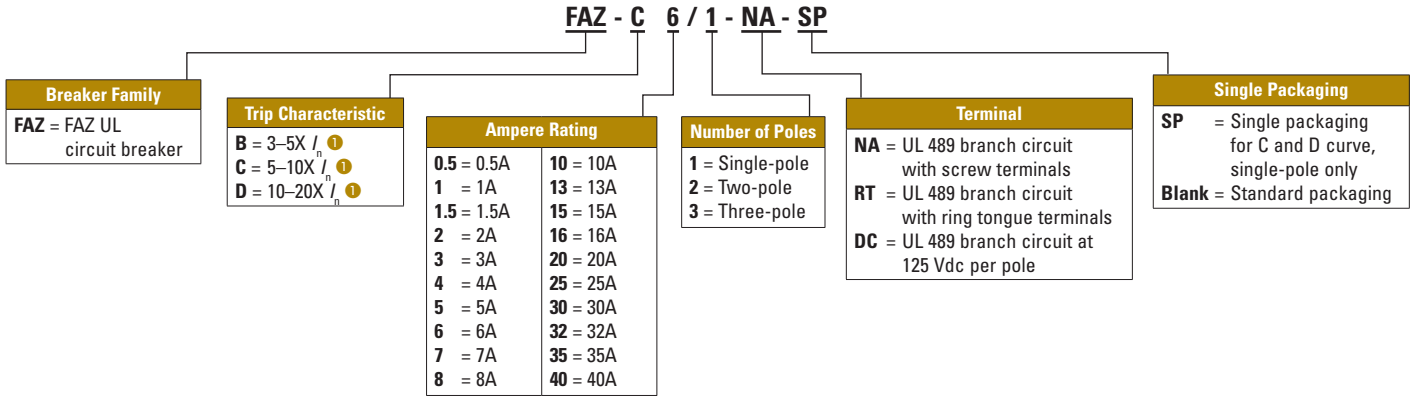 FAZ - C 6 / 1 - NA - SP
Breaker Family
FAZ = FAZ UL
circuit breaker
Trip Characteristic
B = 3–5X In ➊
C = 5–10X In ➊
D = 10–20X In ➊
Ampere Rating
0.5 = 0.5A
1 = 1A
1.5 = 1.5A
2 = 2A
3 = 3A
4 = 4A
5 = 5A
6 = 6A
7 = 7A
8 = 8A
10 = 10A
13 = 13A
15 = 15A
16 = 16A
20 = 20A
25 = 25A
30 = 30A
32 = 32A
35 = 35A
40 = 40A
Number of Poles
1 = Single-pole
2 = Two-pole
3 = Three-pole
Terminal
NA = UL 489 branch circuit
with screw terminals
RT = UL 489 branch circuit
with ring tongue terminals
DC = UL 489 branch circuit at
125 Vdc per pole
Single Packaging
SP = Single packaging
for C and D curve,
single-pole only
Blank = Standard packaging